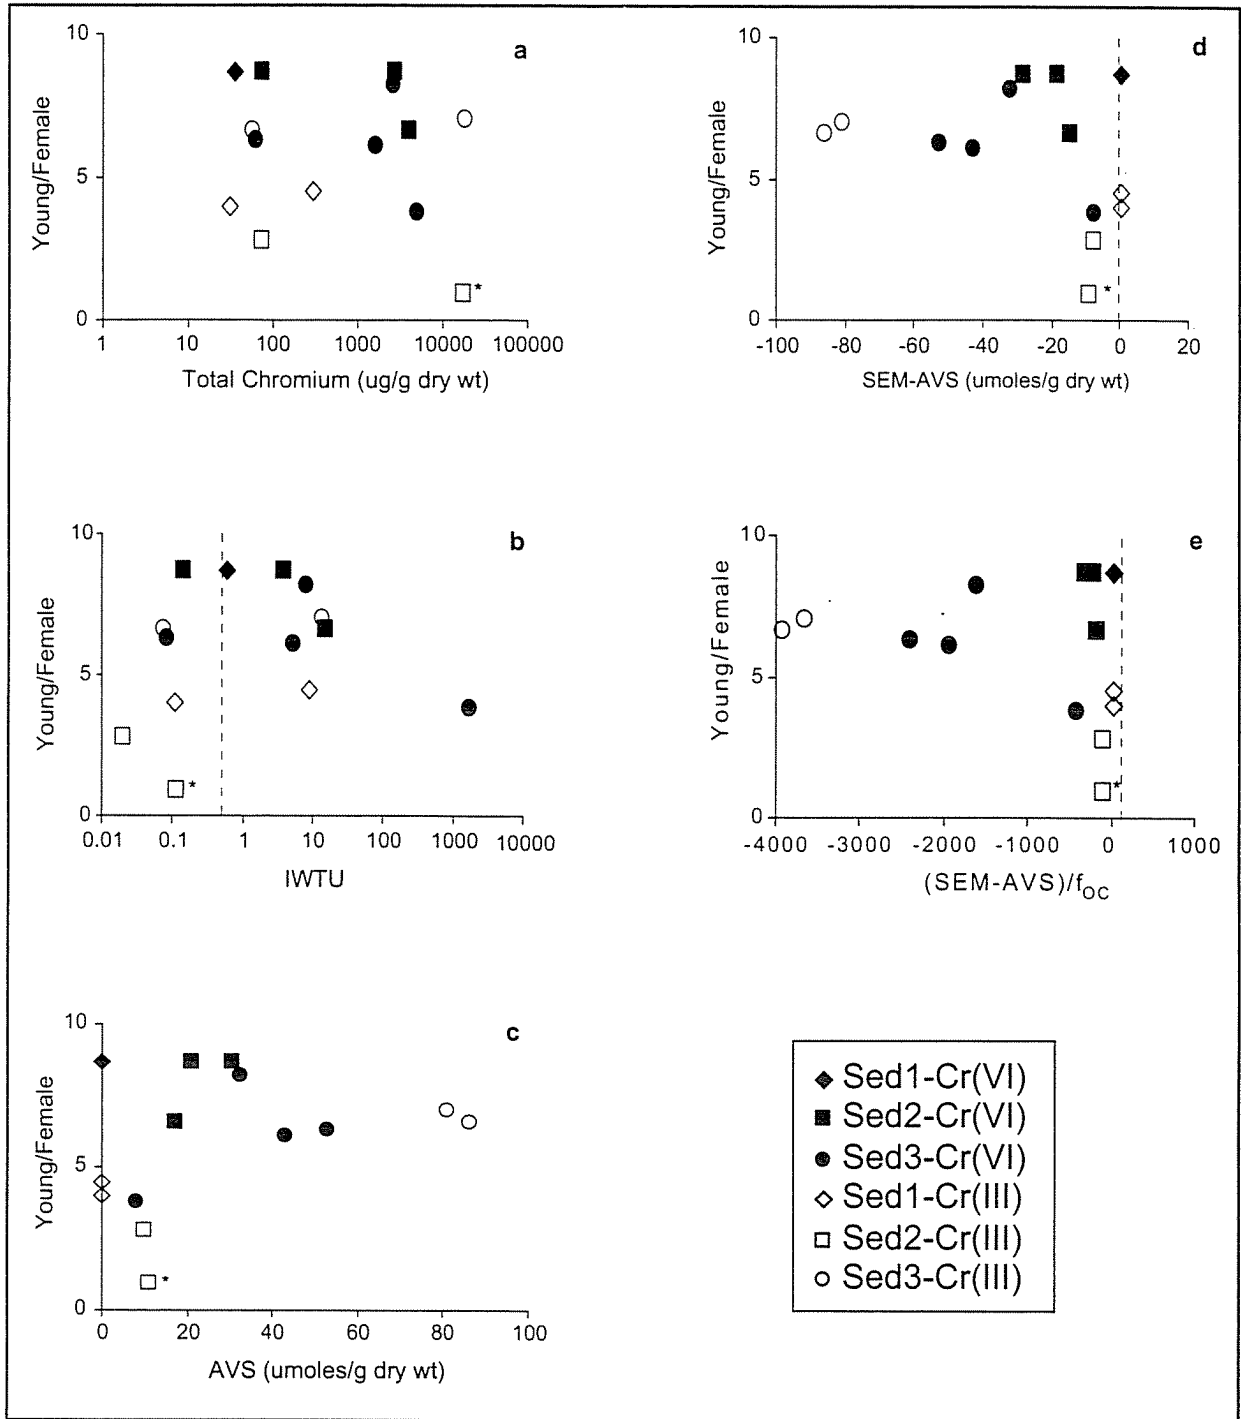 a
Young/Female
10
5
0
1 10 100 1000 10000 100000
*
Total Chromium (ug/g dry wt)
d
Young/Female
10
5
0
-100 -80 -60 -40 -20 0 20
*
SEM-AVS (umoles/g dry wt)
b
Young/Female
10
5
0
0.01 0.1 1 10 100 1000 10000
*
IWTU
e
Young/Female
10
5
0
-4000 -3000 -2000 -1000 0 1000
*
(SEM-AVS)/fOC
c
Young/Female
10
5
0
0 20 40 60 80 100
*
AVS (umoles/g dry wt)
Sed1-Cr(VI)
Sed2-Cr(VI)
Sed3-Cr(VI)
Sed1-Cr(III)
Sed2-Cr(III)
Sed3-Cr(III)